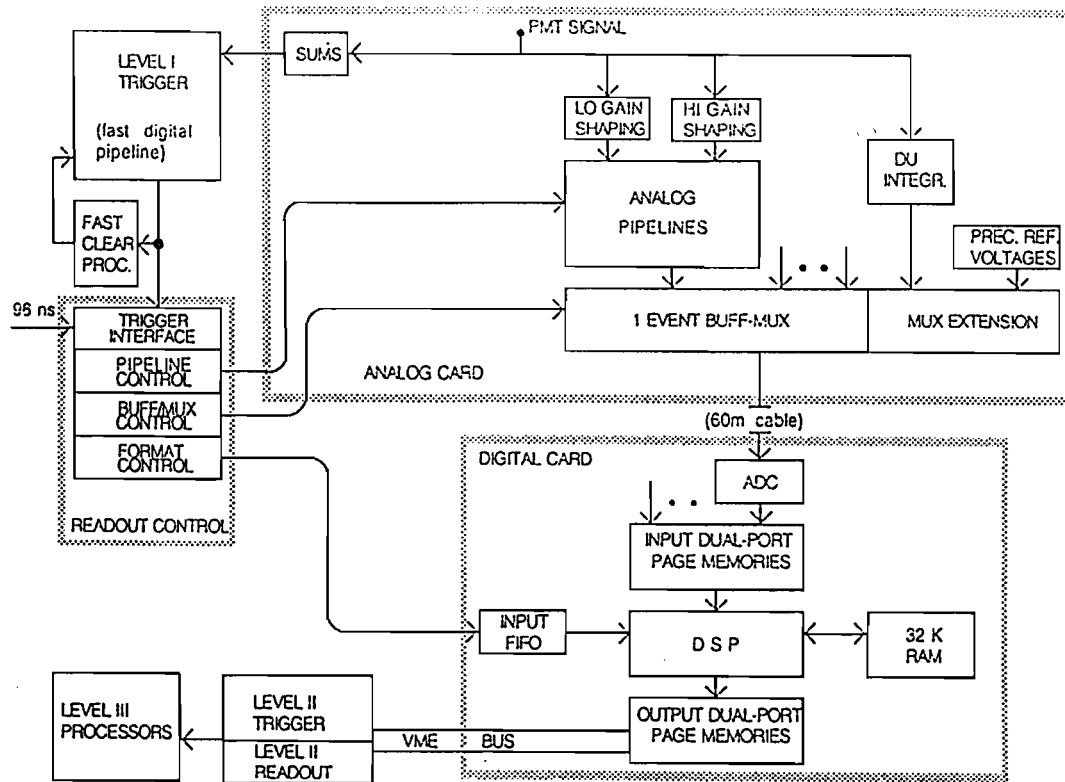 PMT SIGNAL
LEVEL I
TRIGGER
(fast digital
pipeline)
SUMS
LO GAIN
SHAPING
HI GAIN
SHAPING
DU
INTEGR.
ANALOG
PIPELINES
FAST
CLEAR
PROC.
PREC. REF.
VOLTAGES
96 ns
TRIGGER
INTERFACE
1 EVENT BUFF-MUX
MUX EXTENSION
PIPELINE
CONTROL
ANALOG CARD
BUFF/MUX
CONTROL
(60m cable)
FORMAT
CONTROL
DIGITAL CARD
ADC
READOUT CONTROL
INPUT DUAL-PORT
PAGE MEMORIES
INPUT
FIFO
D S P
32 K
RAM
LEVEL III
PROCESSORS
LEVEL II
TRIGGER
LEVEL II
READOUT
VME BUS
OUTPUT DUAL-PORT
PAGE MEMORIES